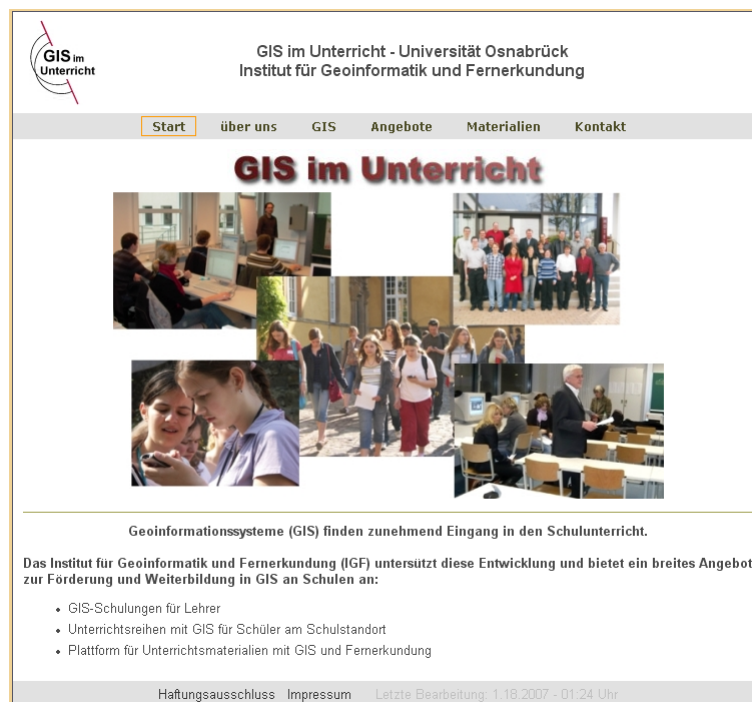 GIS im
Unterricht
GIS im Unterricht - Universität Osnabrück
Institut für Geoinformatik und Fernerkundung
Start über uns GIS Angebote Materialien Kontakt
GIS im Unterricht
Geoinformationssysteme (GIS) finden zunehmend Eingang in den Schulunterricht.
Das Institut für Geoinformatik und Fernerkundung (IGF) untersützt diese Entwicklung und bietet ein breites Angebot
zur Förderung und Weiterbildung in GIS an Schulen an:
• GIS-Schulungen für Lehrer
• Unterrichtsreihen mit GIS für Schüler am Schulstandort
• Plattform für Unterrichtsmaterialien mit GIS und Fernerkundung
Haftungsausschluss Impressum Letzte Bearbeitung: 1.18.2007 - 01:24 Uhr